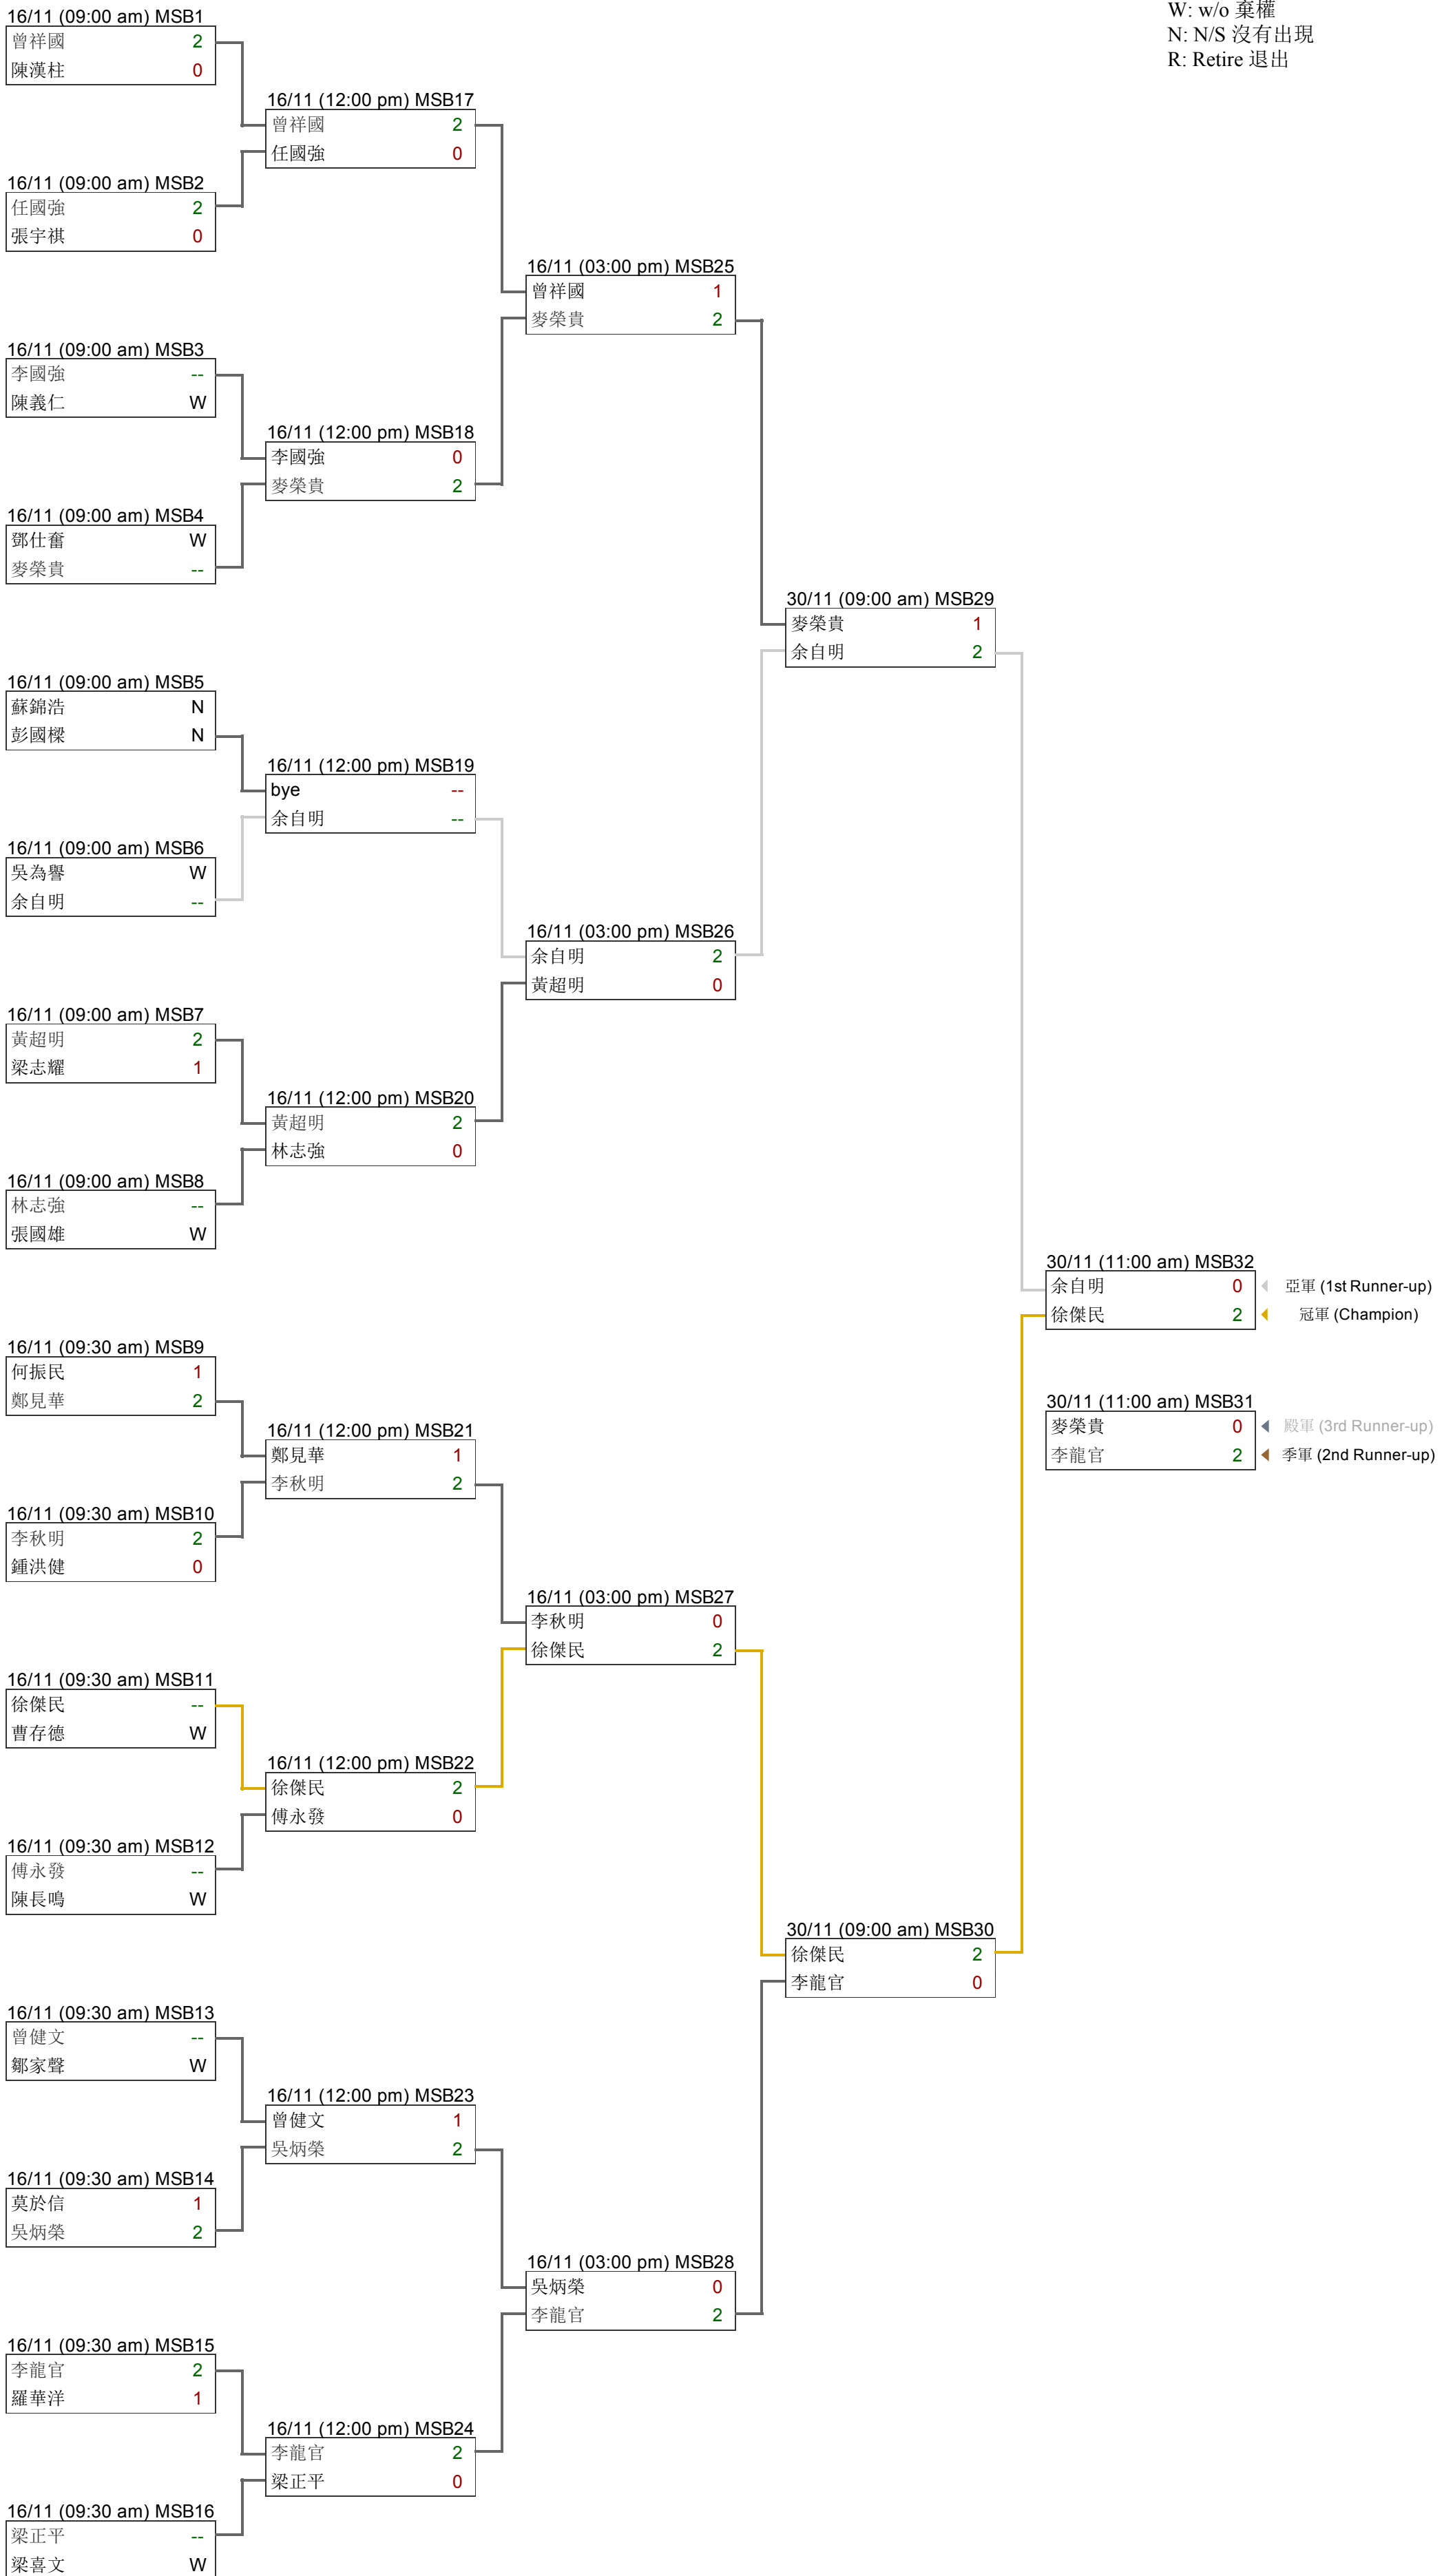 W: w/o 棄權
N: N/S 沒有出現
R: Retire 退出
16/11 (09:00 am) MSB1
曾祥國 2
陳漢柱 0
16/11 (12:00 pm) MSB17
曾祥國 2
任國強 0
16/11 (09:00 am) MSB2
任國強 2
張宇祺 0
16/11 (03:00 pm) MSB25
曾祥國 1
麥榮貴 2
16/11 (09:00 am) MSB3
李國強 --
陳義仁 W
16/11 (12:00 pm) MSB18
李國強 0
麥榮貴 2
16/11 (09:00 am) MSB4
鄧仕奮 W
麥榮貴 --
30/11 (09:00 am) MSB29
麥榮貴 1
余自明 2
16/11 (09:00 am) MSB5
蘇錦浩 N
彭國樑 N
16/11 (12:00 pm) MSB19
bye --
余自明 --
16/11 (09:00 am) MSB6
吳為譽 W
余自明 --
16/11 (03:00 pm) MSB26
余自明 2
黃超明 0
16/11 (09:00 am) MSB7
黃超明 2
梁志耀 1
16/11 (12:00 pm) MSB20
黃超明 2
林志強 0
16/11 (09:00 am) MSB8
林志強 --
張國雄 W
30/11 (11:00 am) MSB32
余自明 0 亞軍 (1st Runner-up)
徐傑民 2 冠軍 (Champion)
16/11 (09:30 am) MSB9
何振民 1
鄭見華 2
30/11 (11:00 am) MSB31
麥榮貴 0 殿軍 (3rd Runner-up)
李龍官 2 季軍 (2nd Runner-up)
16/11 (12:00 pm) MSB21
鄭見華 1
李秋明 2
16/11 (09:30 am) MSB10
李秋明 2
鍾洪健 0
16/11 (03:00 pm) MSB27
李秋明 0
徐傑民 2
16/11 (09:30 am) MSB11
徐傑民 --
曹存德 W
16/11 (12:00 pm) MSB22
徐傑民 2
傅永發 0
16/11 (09:30 am) MSB12
傅永發 --
陳長鳴 W
30/11 (09:00 am) MSB30
徐傑民 2
李龍官 0
16/11 (09:30 am) MSB13
曾健文 --
鄒家聲 W
16/11 (12:00 pm) MSB23
曾健文 1
吳炳榮 2
16/11 (09:30 am) MSB14
莫於信 1
吳炳榮 2
16/11 (03:00 pm) MSB28
吳炳榮 0
李龍官 2
16/11 (09:30 am) MSB15
李龍官 2
羅華洋 1
16/11 (12:00 pm) MSB24
李龍官 2
梁正平 0
16/11 (09:30 am) MSB16
梁正平 --
梁喜文 W